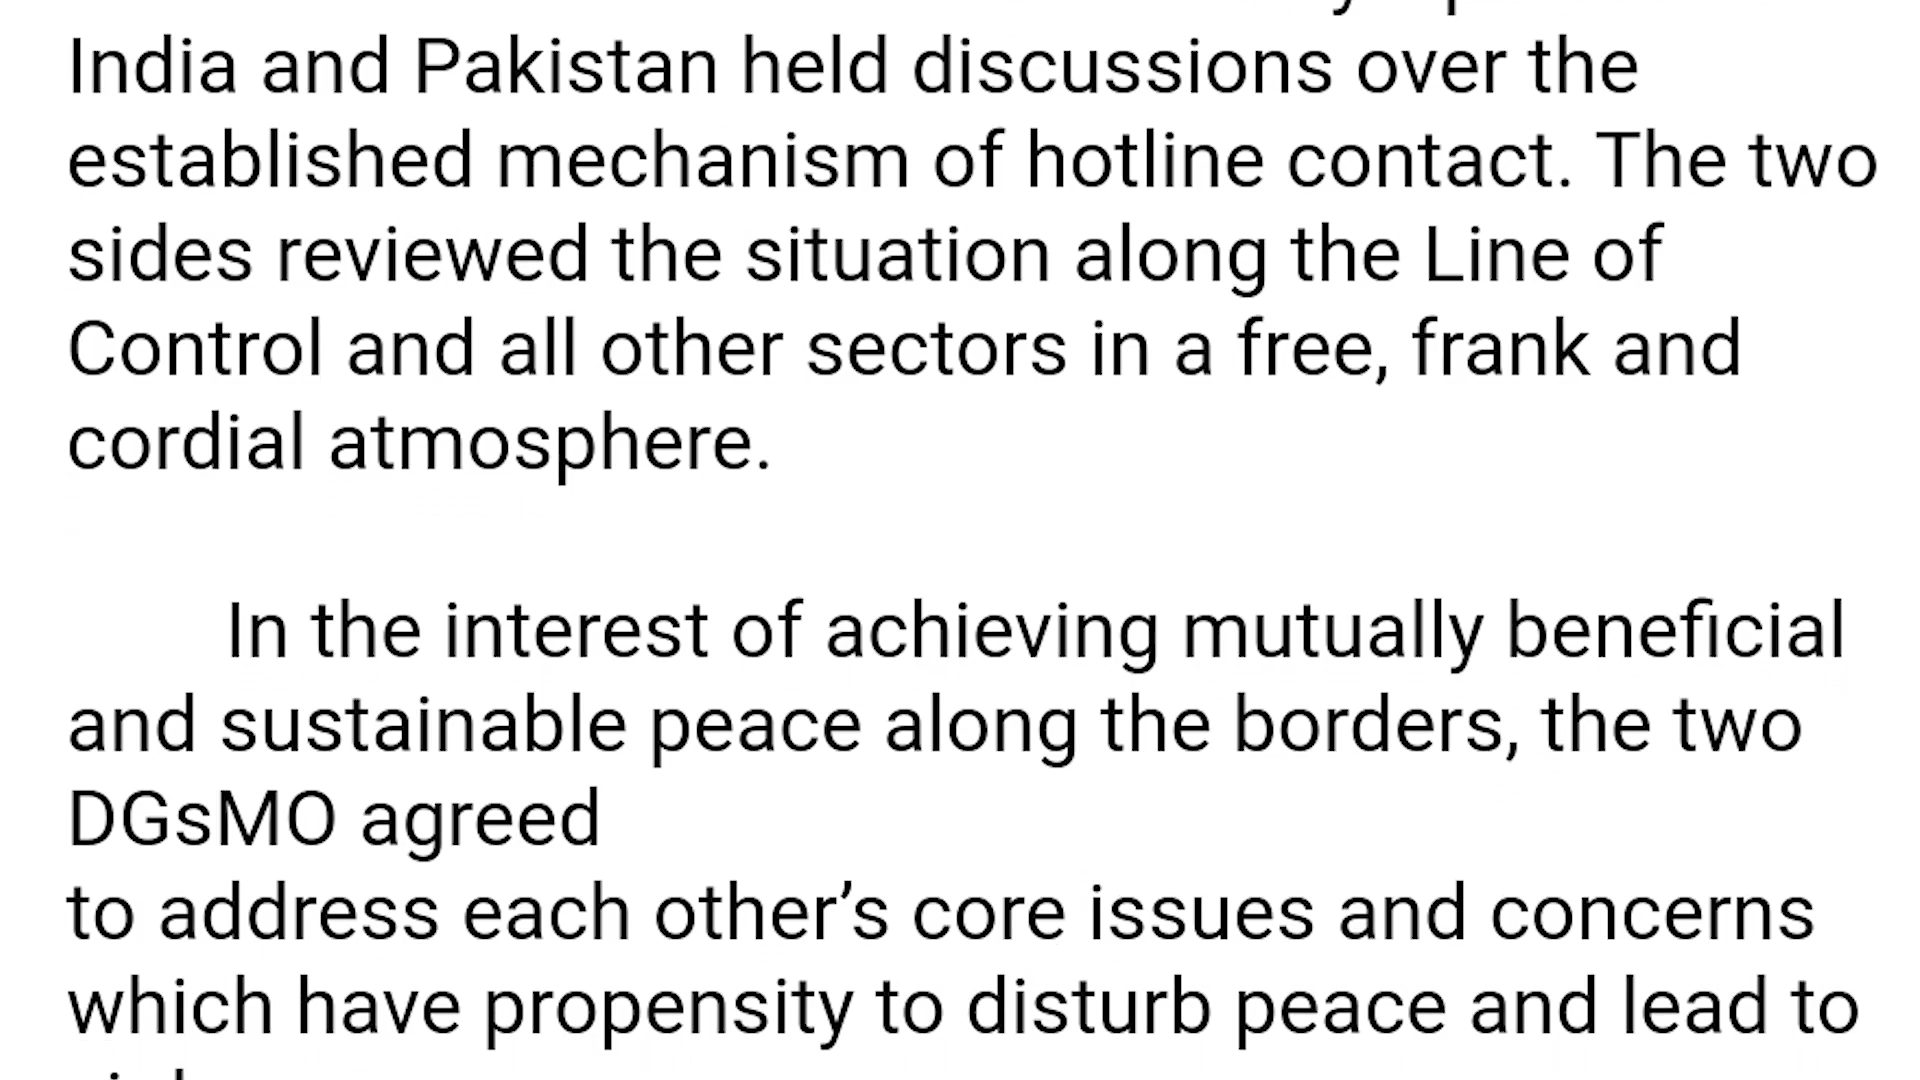 India and Pakistan held discussions over the
established mechanism of hotline contact. The two
sides reviewed the situation along the Line of
Control and all other sectors in a free, frank and
cordial atmosphere.
In the interest of achieving mutually beneficial
and sustainable peace along the borders, the two
DGsMO agreed
to address each other’s core issues and concerns
which have propensity to disturb peace and lead to